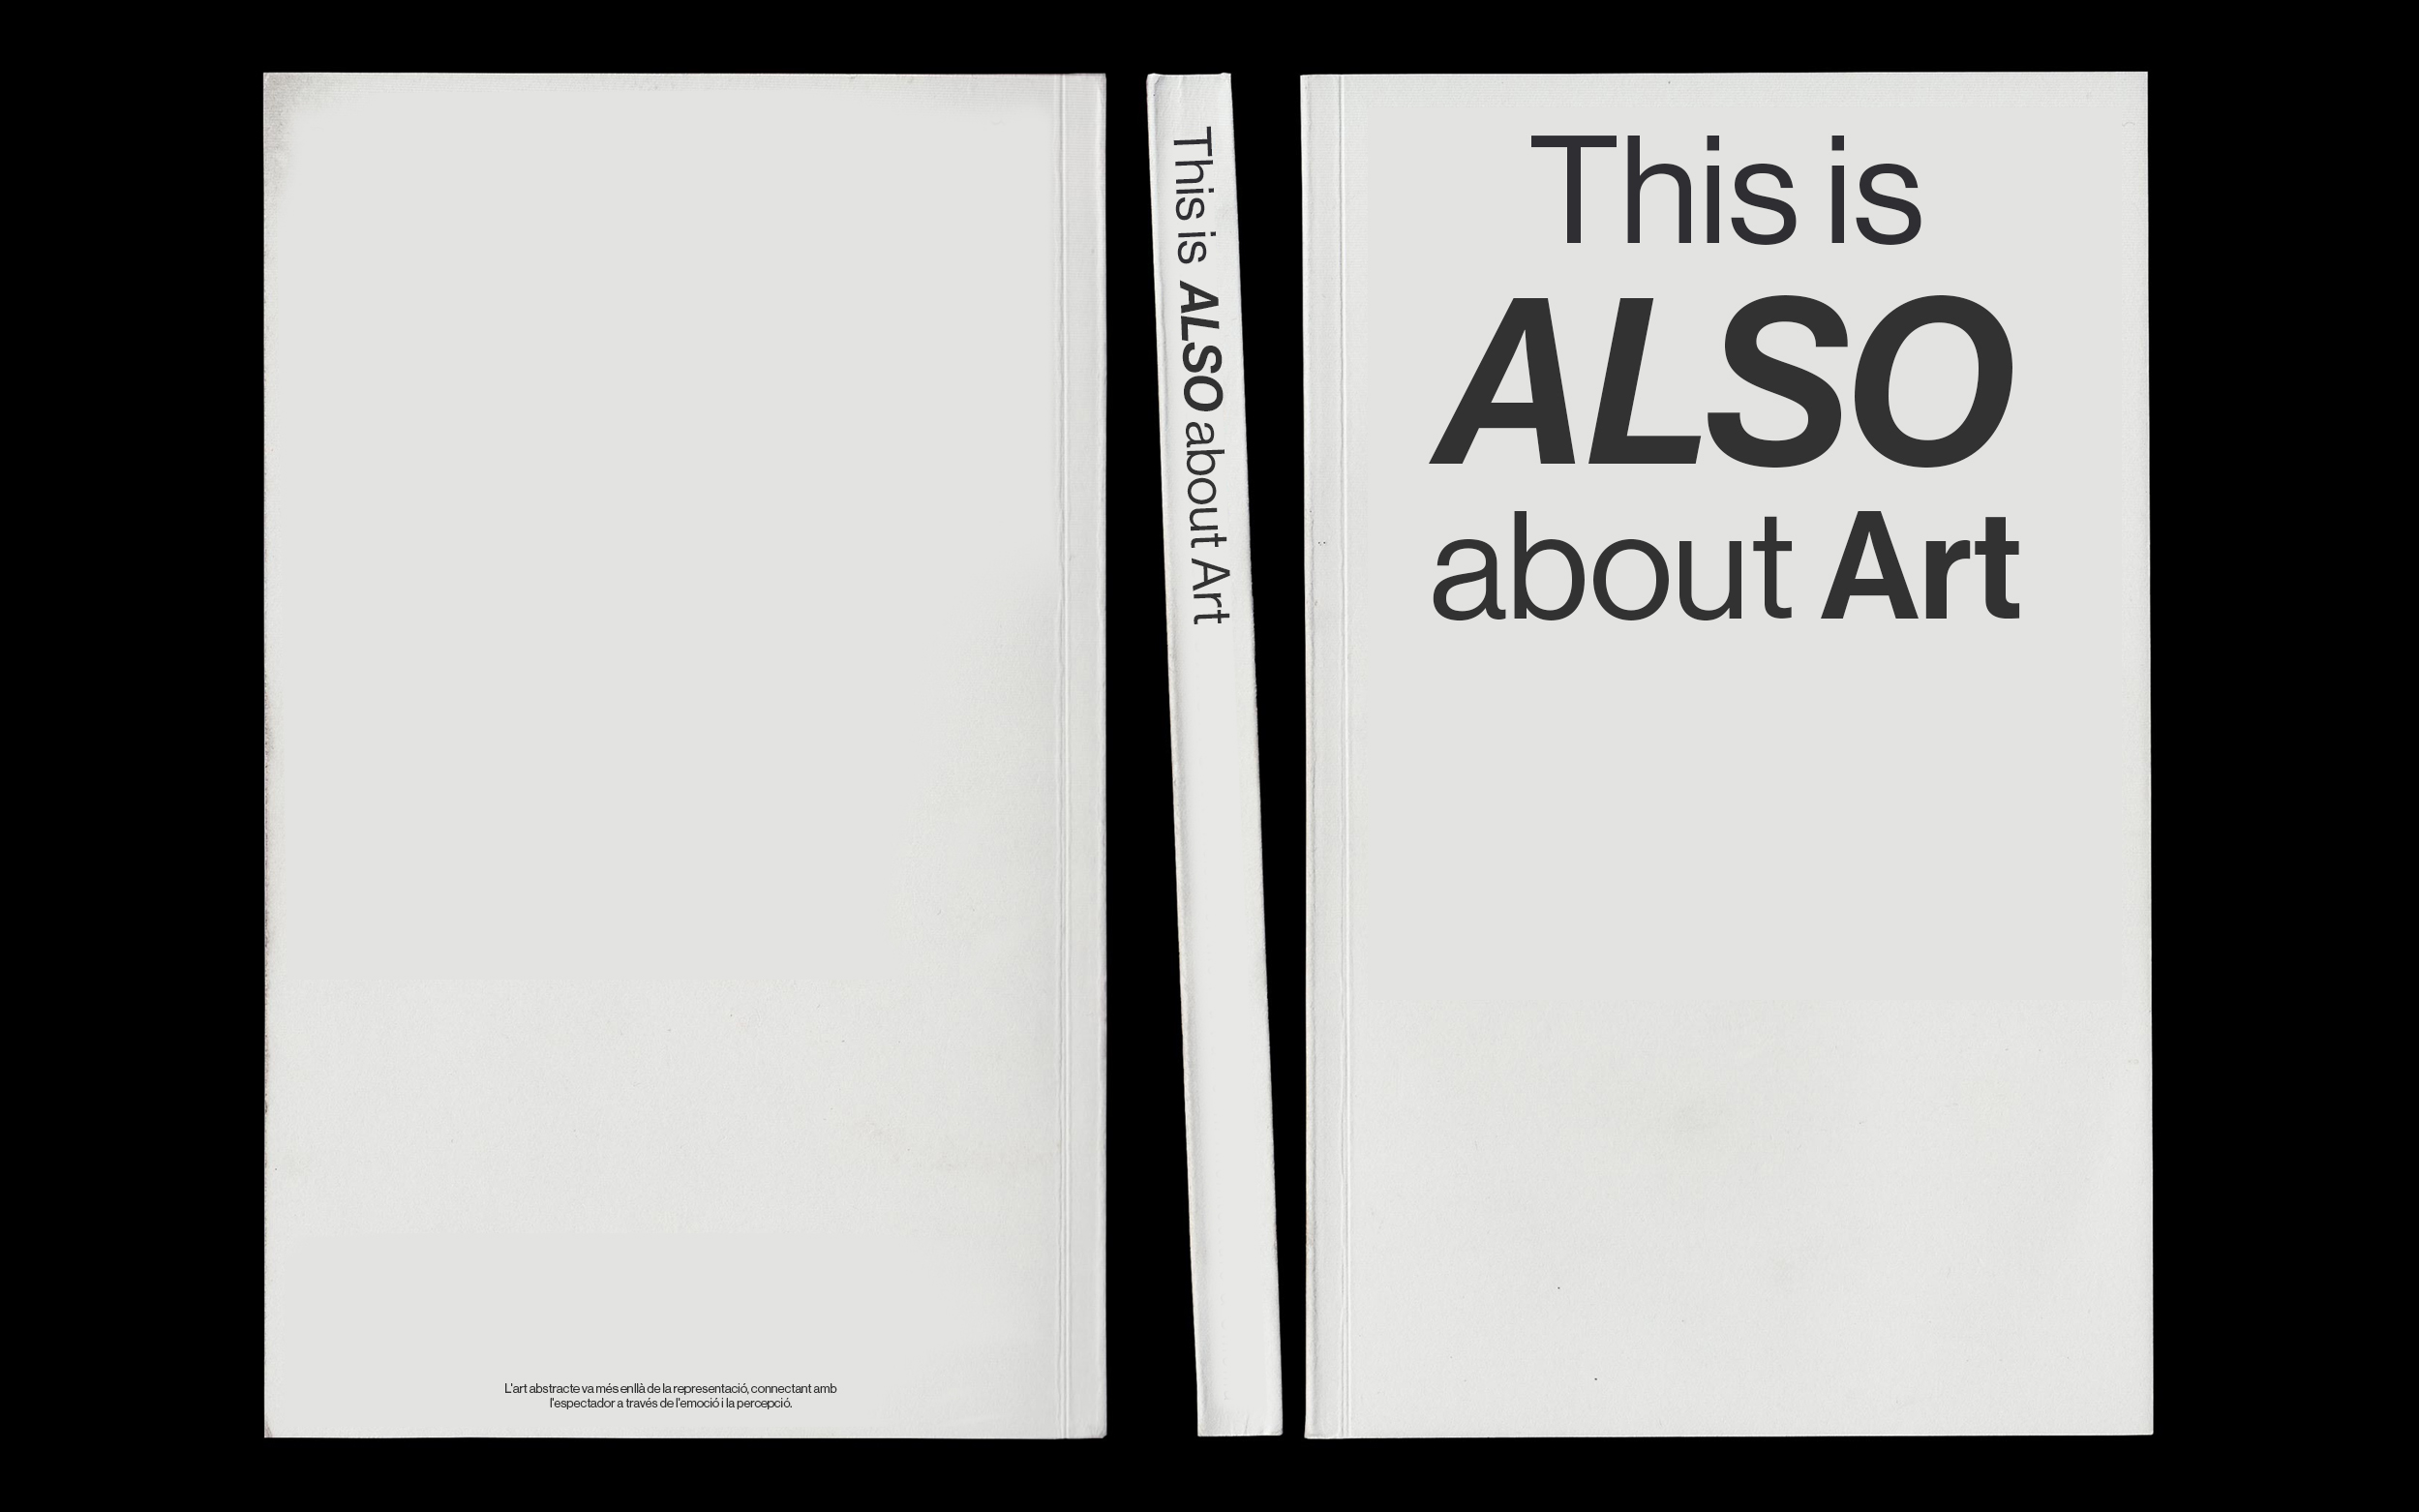 L'art abstracte va més enllà de la representació, connectant amb
l'espectador a través de l'emoció i la percepció.
This is ALSO about Art
This is
ALSO
about Art